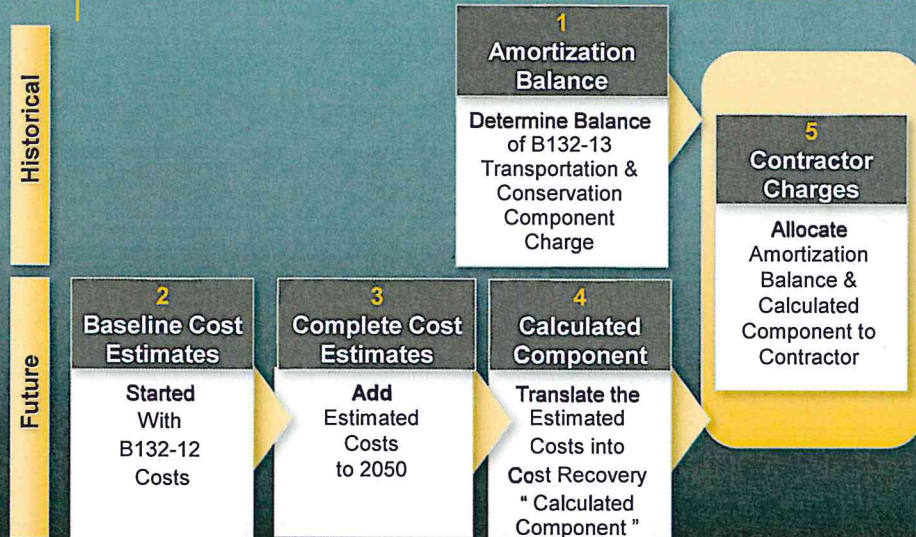 Historical
1
Amortization
Balance
Determine Balance
of B132-13
Transportation &
Conservation
Component
Charge
5
Contractor
Charges
Allocate
Amortization
Balance &
Calculated
Component to
Contractor
Future
2
Baseline Cost
Estimates
Started
With
B132-12
Costs
3
Complete Cost
Estimates
Add
Estimated
Costs
to 2050
4
Calculated
Component
Translate the
Estimated
Costs into
Cost Recovery
“ Calculated
Component ”